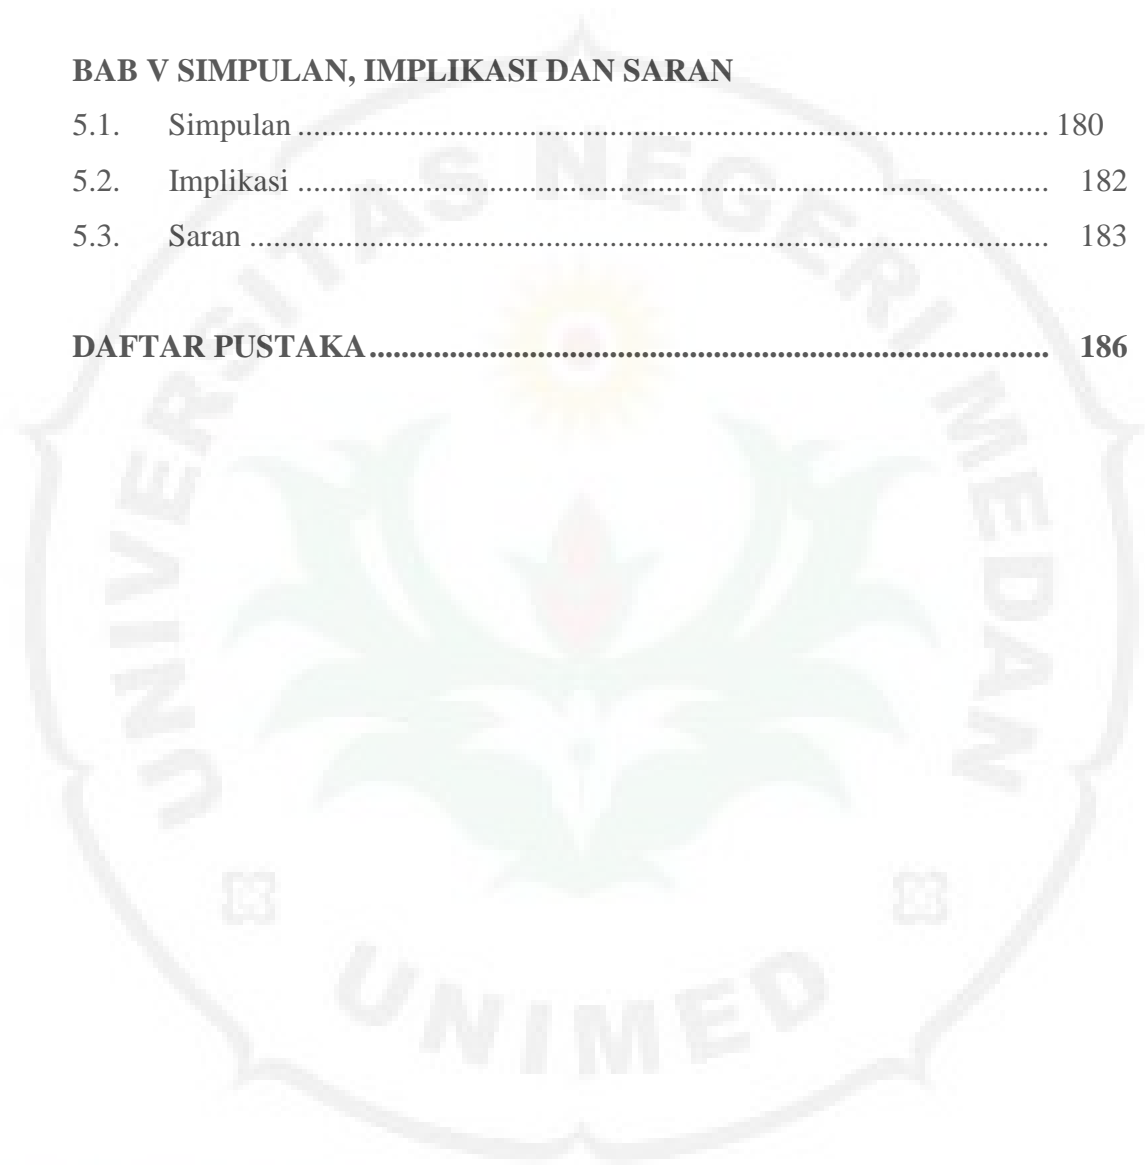 BAB V SIMPULAN, IMPLIKASI DAN SARAN
5.1. Simpulan ............................................................................................. 180
5.2. Implikasi ............................................................................................. 182
5.3. Saran ................................................................................................... 183
DAFTAR PUSTAKA..................................................................................... 186
UNIVERSITAS NEGERI MEDAN
UNIMED